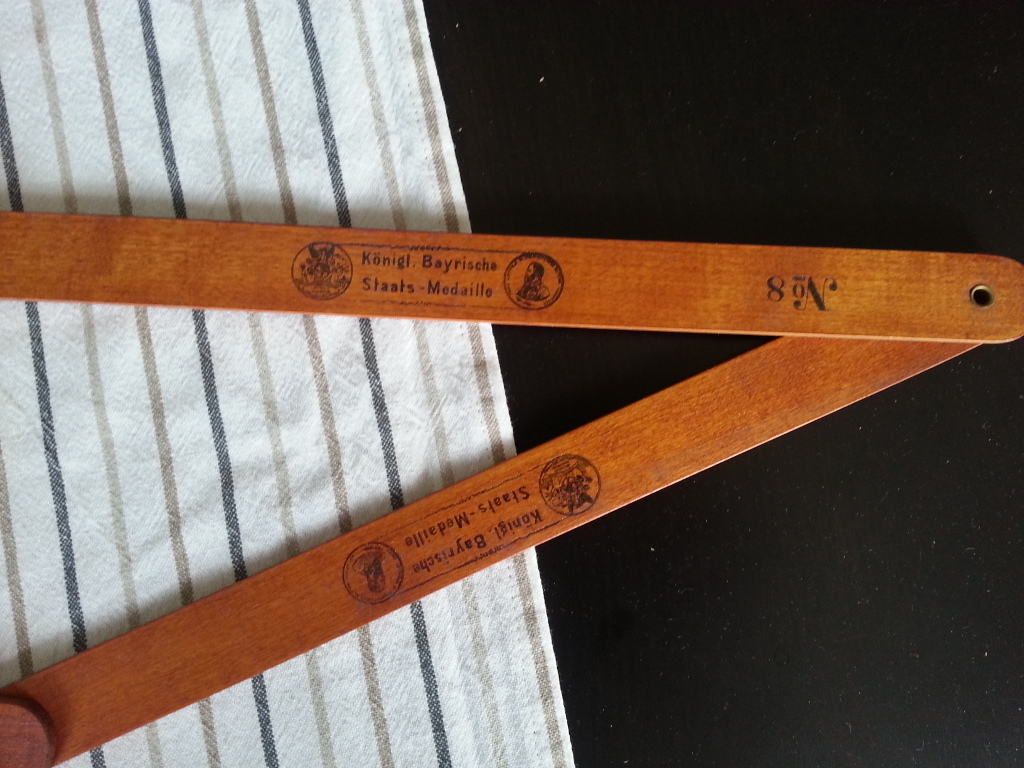 Königl. Bayrische
Staats-Medaille
No 8
Königl. Bayrische
Staats-Medaille